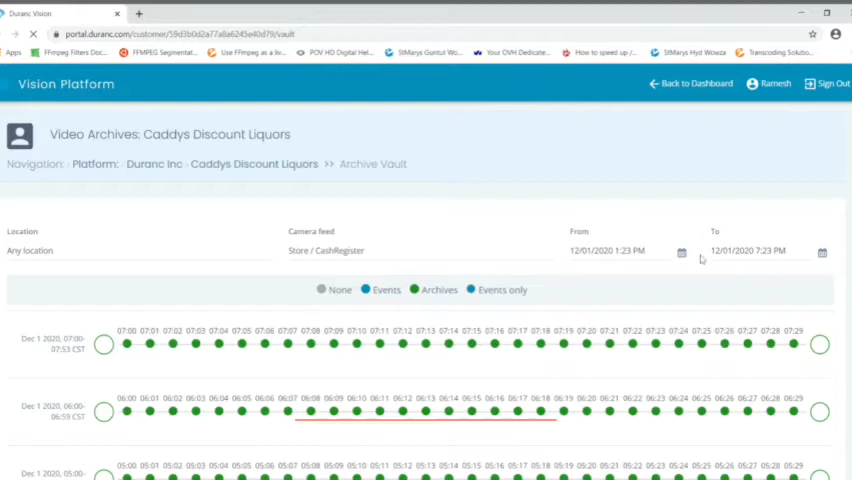 Duranc Vision
portal.duranc.com/customer/59d3b0d2a77a8a6245e40d79/vault
Apps FFmpeg Filters Doc... FFMPEG Segmentat... Use FFmpeg as a liv... POV HD Digital Hel... StMarys Guntut Wo... Your OVH Dedicate... How to speed up /... StMarys Hyd Wowza Transcoding Solutio...
Vision Platform Back to Dashboard Ramesh Sign Out
Video Archives: Caddys Discount Liquors
Navigation: Platform: Duranc Inc Caddys Discount Liquors >> Archive Vault
Location Camera feed From To
Any location Store / CashRegister 12/01/2020 1:23 PM 12/01/2020 7:23 PM
None Events Archives Events only
07:00 07:01 07:02 07:03 07:04 07:05 07:06 07:07 07:08 07:09 07:10 07:11 07:12 07:13 07:14 07:15 07:16 07:17 07:18 07:19 07:20 07:21 07:22 07:23 07:24 07:25 07:26 07:27 07:28 07:29
Dec 1 2020, 07:00-
07:53 CST
06:00 06:01 06:02 06:03 06:04 06:05 06:06 06:07 06:08 06:09 06:10 06:11 06:12 06:13 06:14 06:15 06:16 06:17 06:18 06:19 06:20 06:21 06:22 06:23 06:24 06:25 06:26 06:27 06:28 06:29
Dec 1 2020, 06:00-
06:59 CST
05:00 05:01 05:02 05:03 05:04 05:05 05:06 05:07 05:08 05:09 05:10 05:11 05:12 05:13 05:14 05:15 05:16 05:17 05:18 05:19 05:20 05:21 05:22 05:23 05:24 05:25 05:26 05:27 05:28 05:29
Dec 1 2020, 05:00-